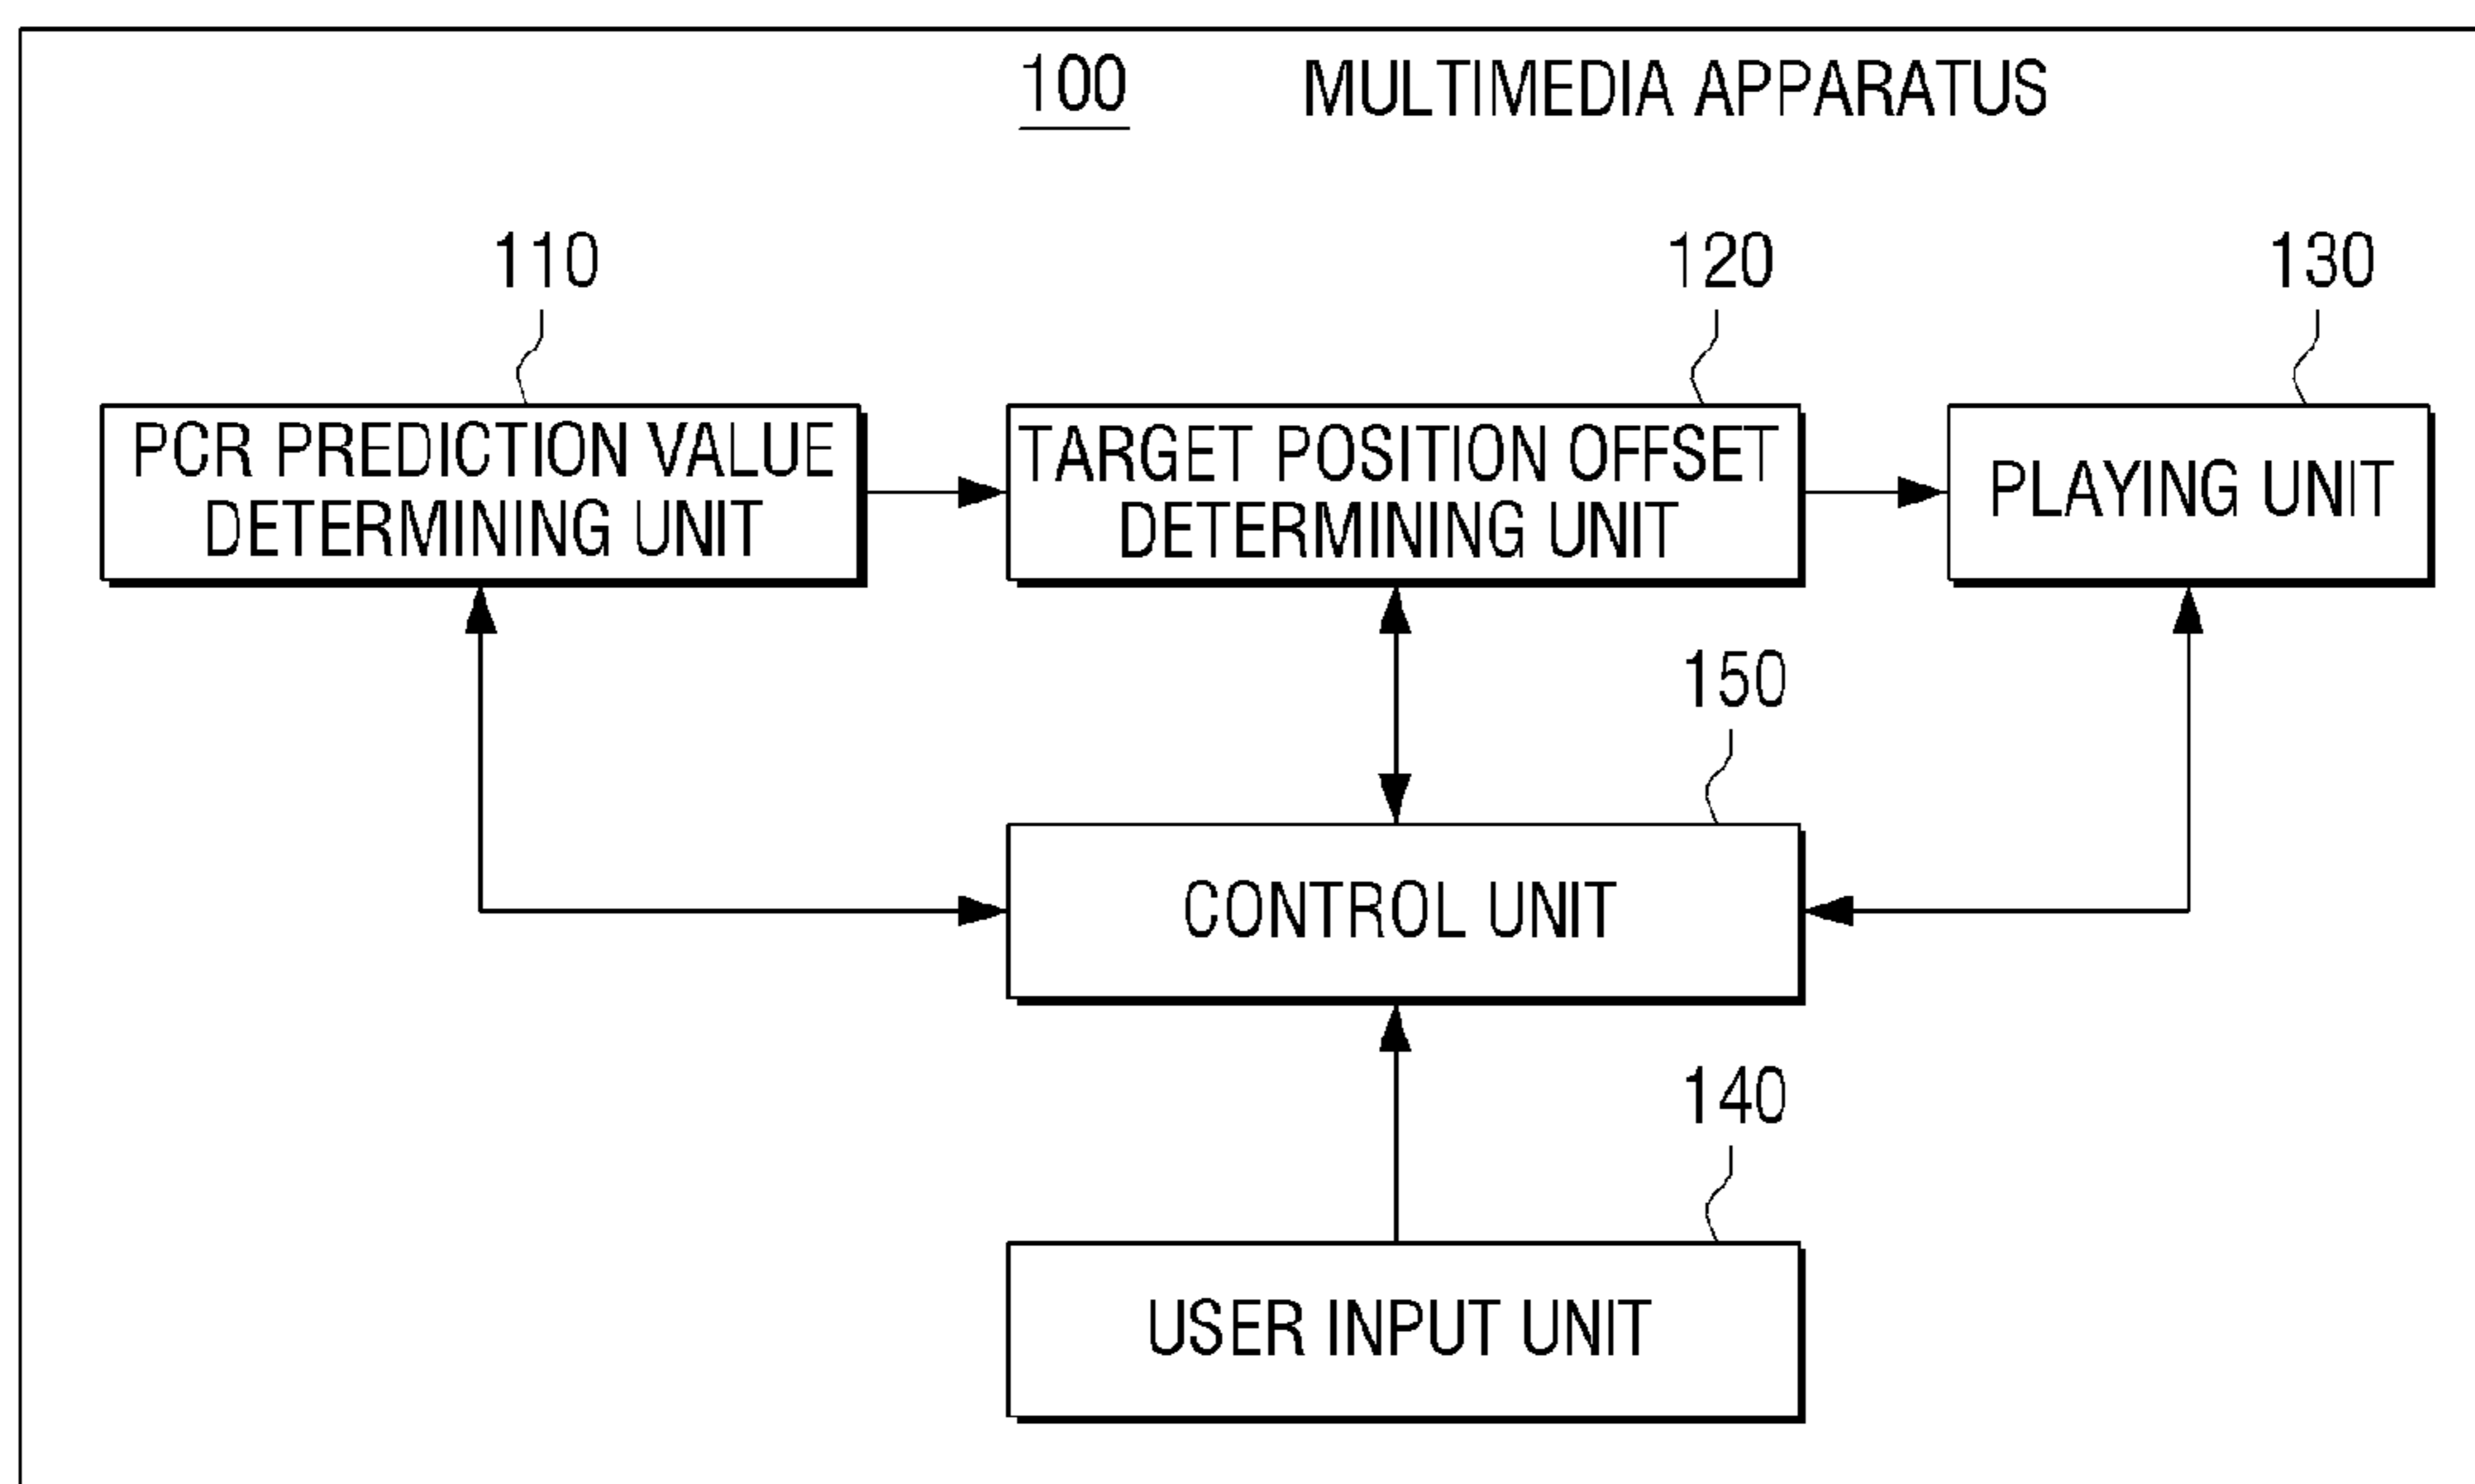 100 MULTIMEDIA APPARATUS
110
120
130
PCR PREDICTION VALUE
DETERMINING UNIT
TARGET POSITION OFFSET
DETERMINING UNIT
PLAYING UNIT
150
CONTROL UNIT
140
USER INPUT UNIT